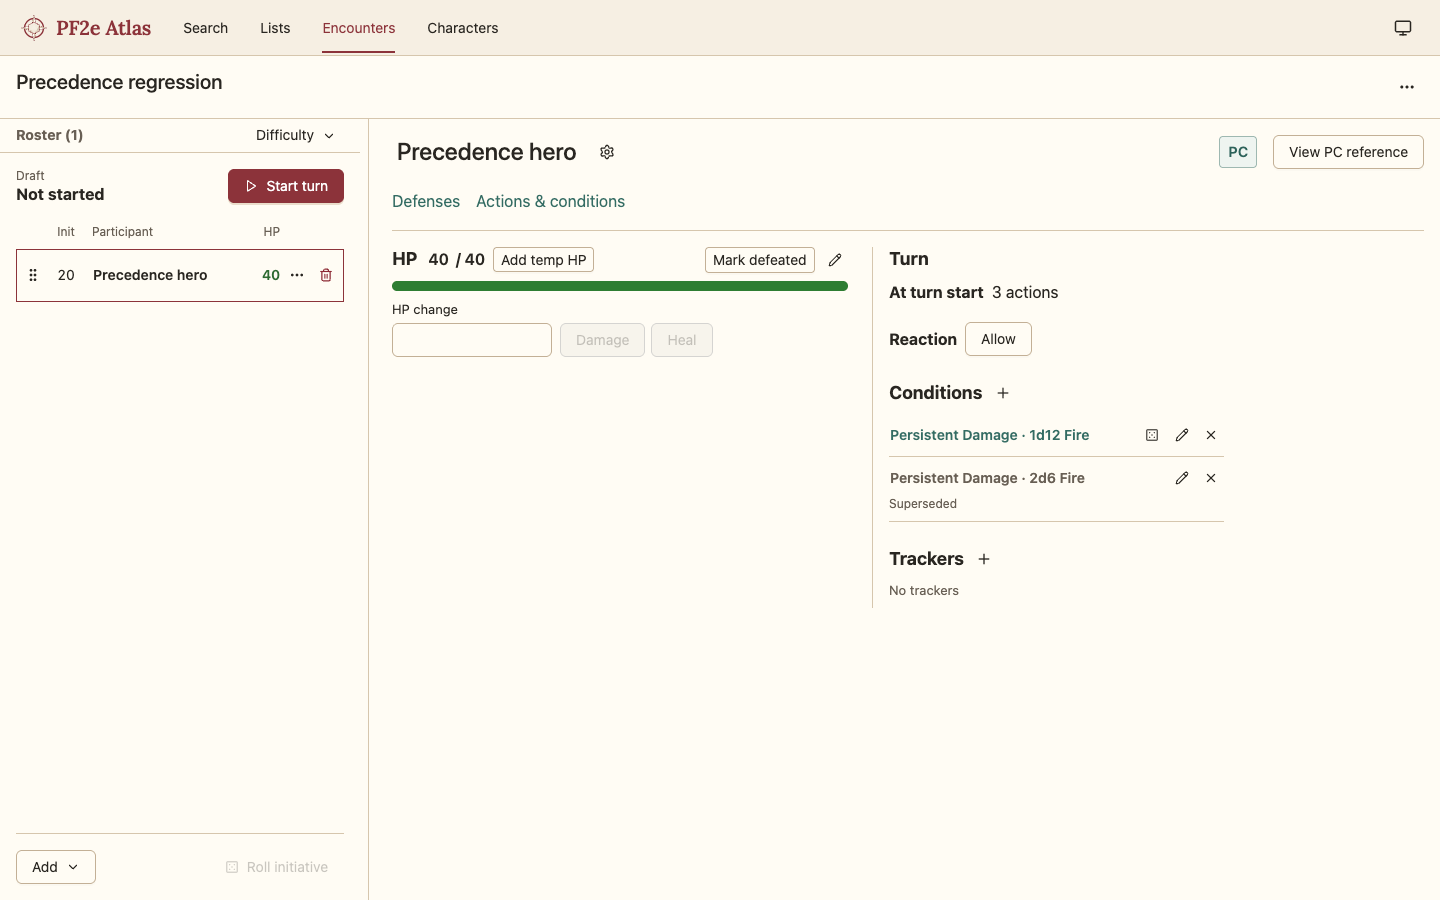 PF2e Atlas
Search
Lists
Encounters
Characters
Precedence regression
Roster (1)
Difficulty
Draft
Not started
Start turn
Init
Participant
HP
20
Precedence hero
40
Add
Roll initiative
Precedence hero
PC
View PC reference
Defenses
Actions & conditions
HP 40 / 40
Add temp HP
Mark defeated
HP change
Damage
Heal
Turn
At turn start 3 actions
Reaction
Allow
Conditions
Persistent Damage · 1d12 Fire
Persistent Damage · 2d6 Fire
Superseded
Trackers
No trackers